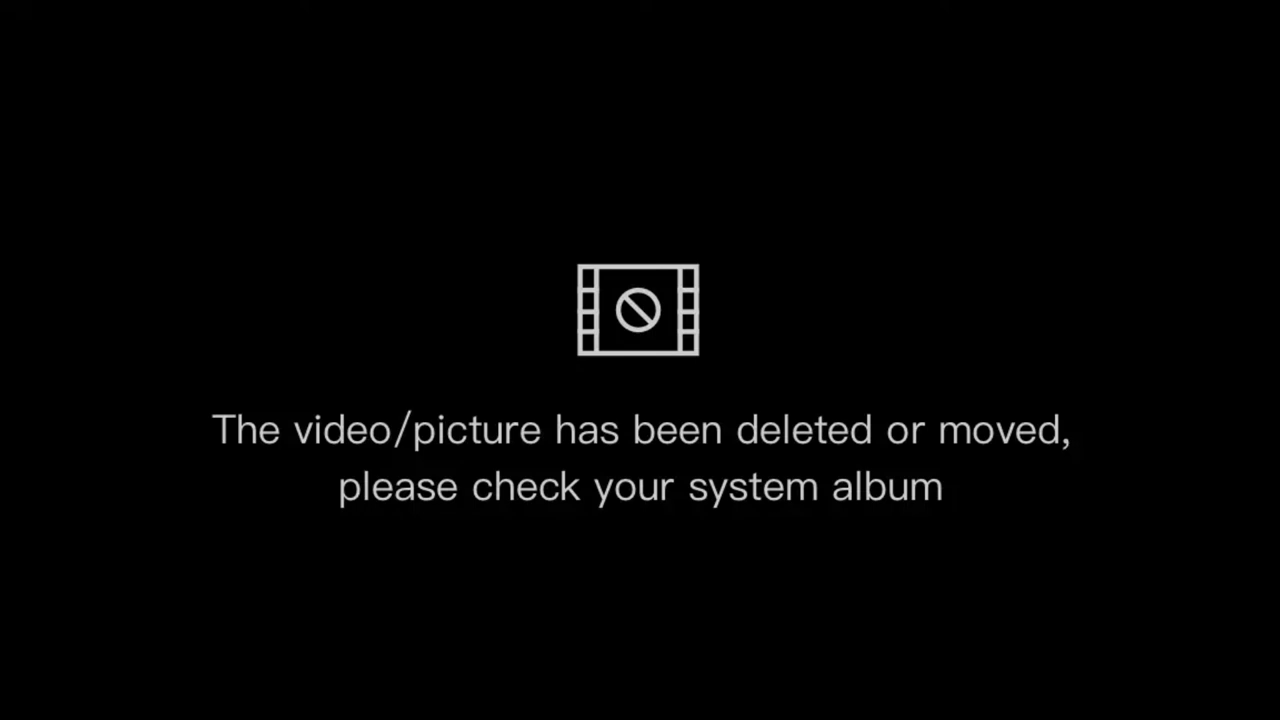 The video/picture has been deleted or moved,
please check your system album